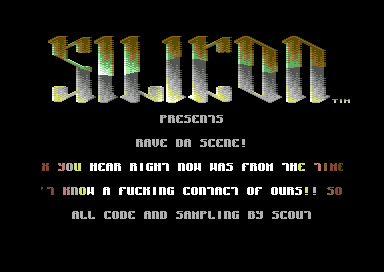 SILICON
TIM
PRESENTS
RAVE DA SCENE!
X YOU HEAR RIGHT NOW WAS FROM THE TIME
'T KNOW A FUCKING CONTACT OF OURS!! SO
ALL CODE AND SAMPLING BY SCOUT